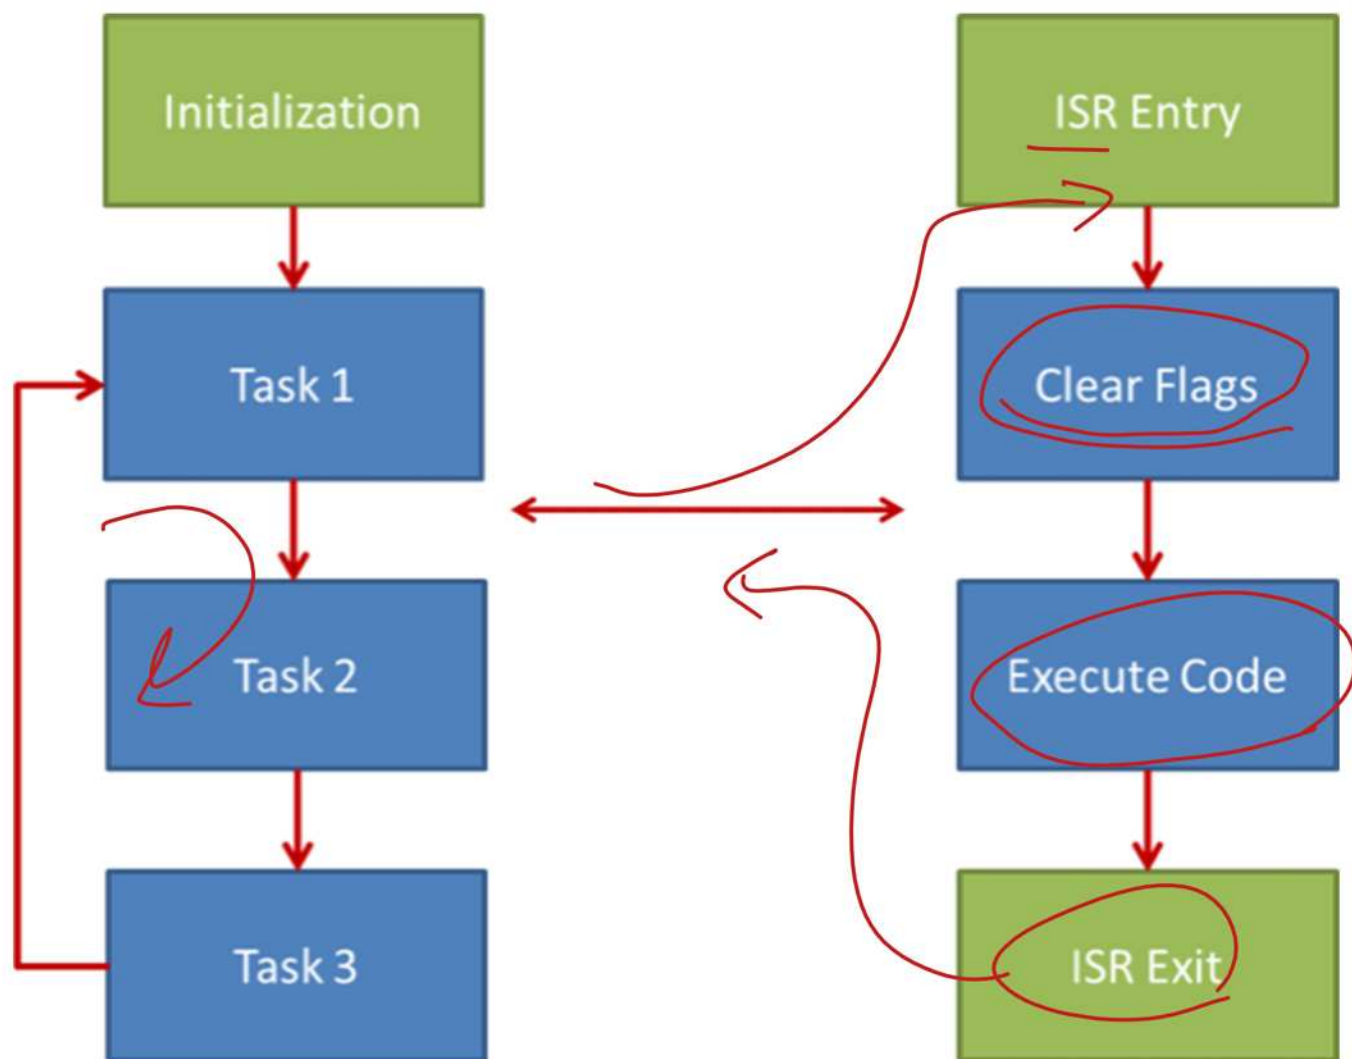 Initialization
Task 1
Task 2
Task 3
ISR Entry
Clear Flags
Execute Code
ISR Exit